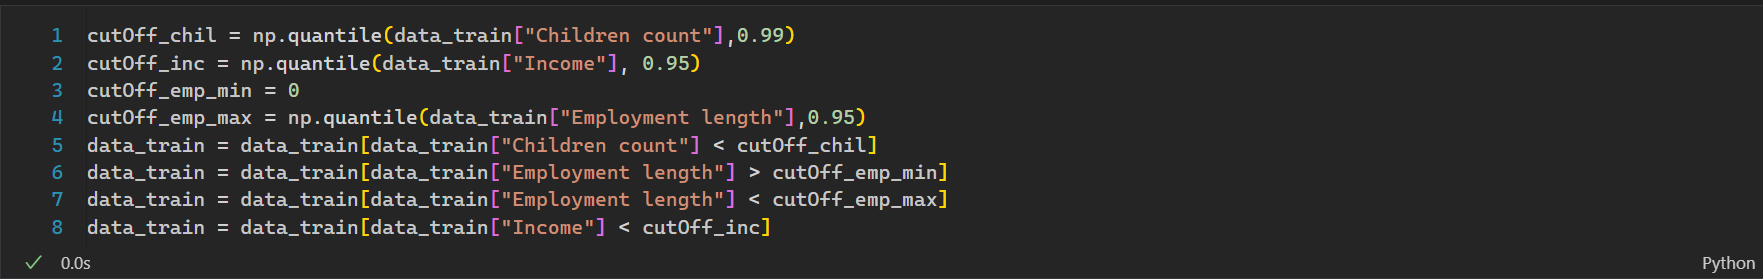 1 cutOff_chil = np.quantile(data_train["Children count"],0.99)
2 cutOff_inc = np.quantile(data_train["Income"], 0.95)
3 cutOff_emp_min = 0
4 cutOff_emp_max = np.quantile(data_train["Employment length"],0.95)
5 data_train = data_train[data_train["Children count"] < cutOff_chil]
6 data_train = data_train[data_train["Employment length"] > cutOff_emp_min]
7 data_train = data_train[data_train["Employment length"] < cutOff_emp_max]
8 data_train = data_train[data_train["Income"] < cutOff_inc]
✓ 0.0s Python